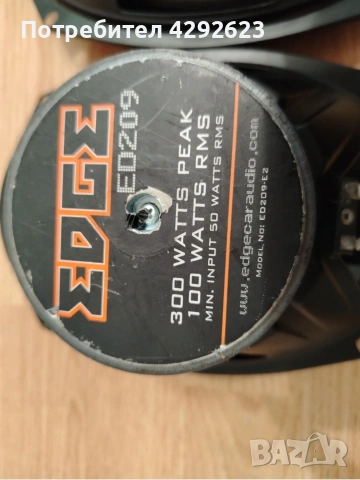 Потребител 4292623
EDGE
ED209
300 WATTS PEAK
100 WATTS RMS
MIN. INPUT 50 WATTS RMS
www.edgecaraudio.com
MODEL NO: ED209-E2
BAZAR